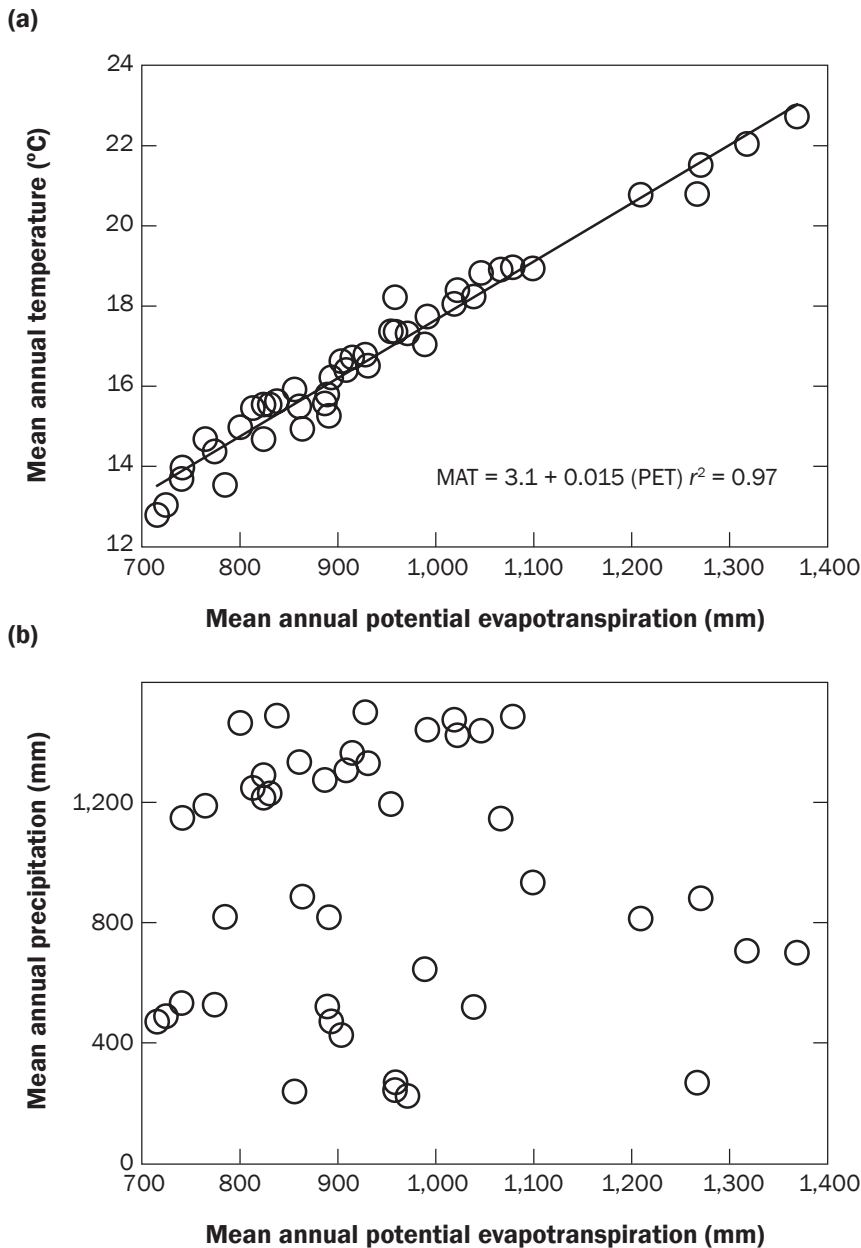 (a)
24
22
20
18
16
14
12
Mean annual temperature (°C)
MAT = 3.1 + 0.015 (PET) r² = 0.97
700 800 900 1,000 1,100 1,200 1,300 1,400
Mean annual potential evapotranspiration (mm)
(b)
1,200
800
400
0
Mean annual precipitation (mm)
700 800 900 1,000 1,100 1,200 1,300 1,400
Mean annual potential evapotranspiration (mm)